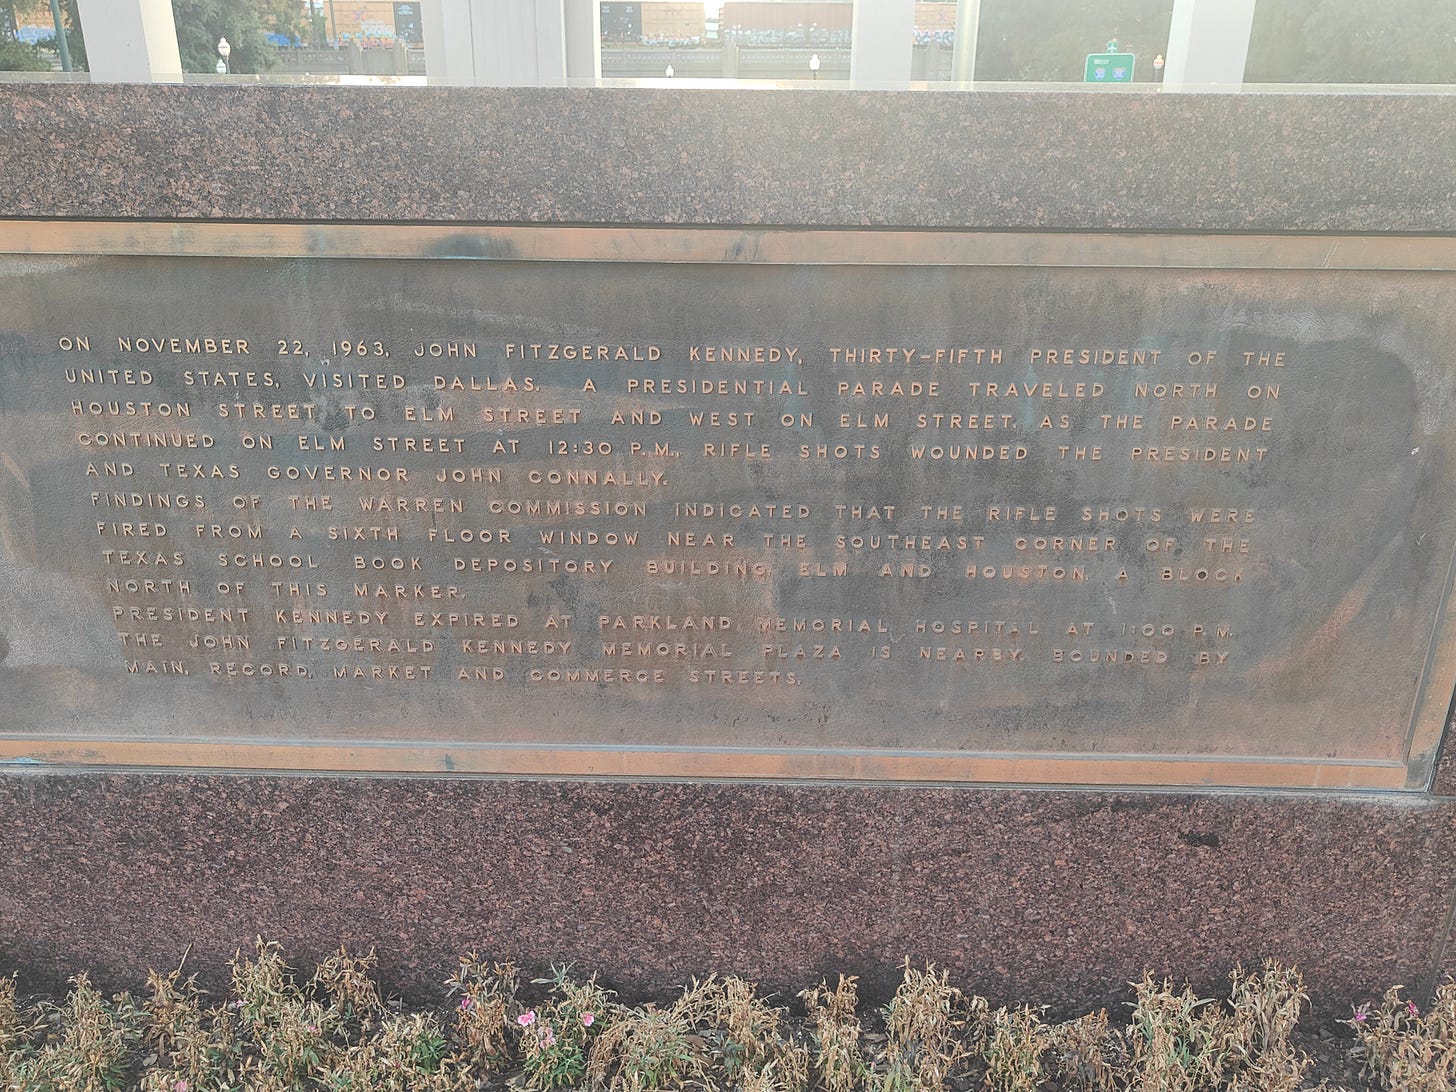 WEST
ON NOVEMBER 22, 1963, JOHN FITZGERALD KENNEDY, THIRTY-FIFTH PRESIDENT OF THE
UNITED STATES, VISITED DALLAS. A PRESIDENTIAL PARADE TRAVELED NORTH ON
HOUSTON STREET TO ELM STREET AND WEST ON ELM STREET. AS THE PARADE
CONTINUED ON ELM STREET AT 12:30 P.M., RIFLE SHOTS WOUNDED THE PRESIDENT
AND TEXAS GOVERNOR JOHN CONNALLY.
FINDINGS OF THE WARREN COMMISSION INDICATED THAT THE RIFLE SHOTS WERE
FIRED FROM A SIXTH FLOOR WINDOW NEAR THE SOUTHEAST CORNER OF THE
TEXAS SCHOOL BOOK DEPOSITORY BUILDING, ELM AND HOUSTON, A BLOCK
NORTH OF THIS MARKER.
PRESIDENT KENNEDY EXPIRED AT PARKLAND MEMORIAL HOSPITAL AT 1:00 P.M.
THE JOHN FITZGERALD KENNEDY MEMORIAL PLAZA IS NEARBY, BOUNDED BY
MAIN, RECORD, MARKET AND COMMERCE STREETS.